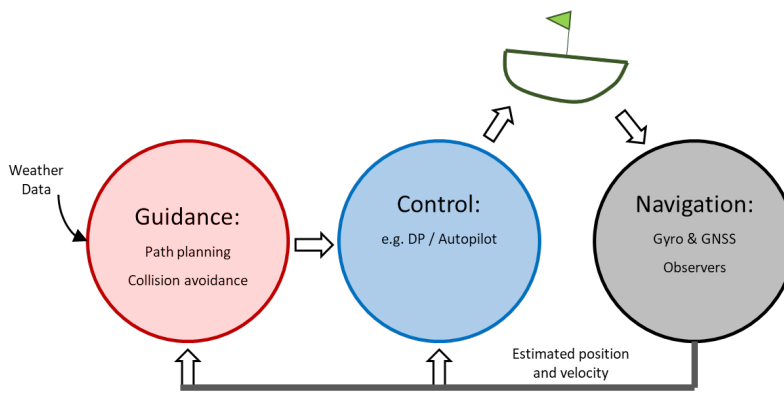 Weather
Data
Guidance:
Path planning
Collision avoidance
Control:
e.g. DP / Autopilot
Navigation:
Gyro & GNSS
Observers
Estimated position
and velocity